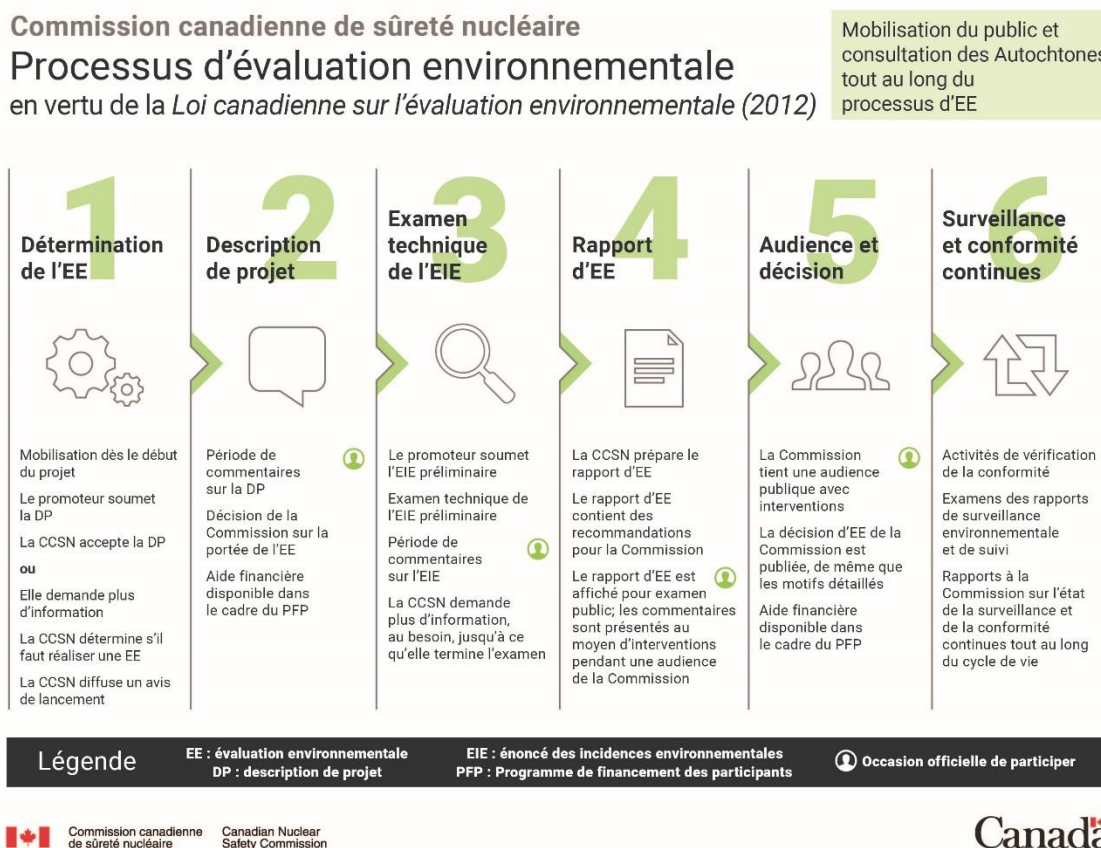 Commission canadienne de sûreté nucléaire
Processus d'évaluation environnementale
en vertu de la Loi canadienne sur l'évaluation environnementale (2012)
Mobilisation du public et
consultation des Autochtones
tout au long du
processus d'EE
1
Détermination
de l'EE
Mobilisation dès le début
du projet
Le promoteur soumet
la DP
La CCSN accepte la DP
ou
Elle demande plus
d'information
La CCSN détermine s'il
faut réaliser une EE
La CCSN diffuse un avis
de lancement
2
Description
de projet
Période de
commentaires
sur la DP
Décision de la
Commission sur la
portée de l'EE
Aide financière
disponible dans
le cadre du PFP
3
Examen
technique
de l'EIE
Le promoteur soumet
l'EIE préliminaire
Examen technique de
l'EIE préliminaire
Période de
commentaires
sur l'EIE
La CCSN demande
plus d'information,
au besoin, jusqu'à ce
qu'elle termine l'examen
4
Rapport
d'EE
La CCSN prépare le
rapport d'EE
Le rapport d'EE
contient des
recommandations
pour la Commission
Le rapport d'EE est
affiché pour examen
public; les commentaires
sont présentés au
moyen d'interventions
pendant une audience
de la Commission
5
Audience et
décision
La Commission
tient une audience
publique avec
interventions
La décision d'EE de la
Commission est
publiée, de même que
les motifs détaillés
Aide financière
disponible dans
le cadre du PFP
6
Surveillance
et conformité
continues
Activités de vérification
de la conformité
Examens des rapports
de surveillance
environnementale
et de suivi
Rapports à la
Commission sur l'état
de la surveillance et
de la conformité
continues tout au long
du cycle de vie
Légende
EE : évaluation environnementale
DP : description de projet
EIE : énoncé des incidences environnementales
PFP : Programme de financement des participants
Occasion officielle de participer
Commission canadienne
de sûreté nucléaire
Canadian Nuclear
Safety Commission
Canada